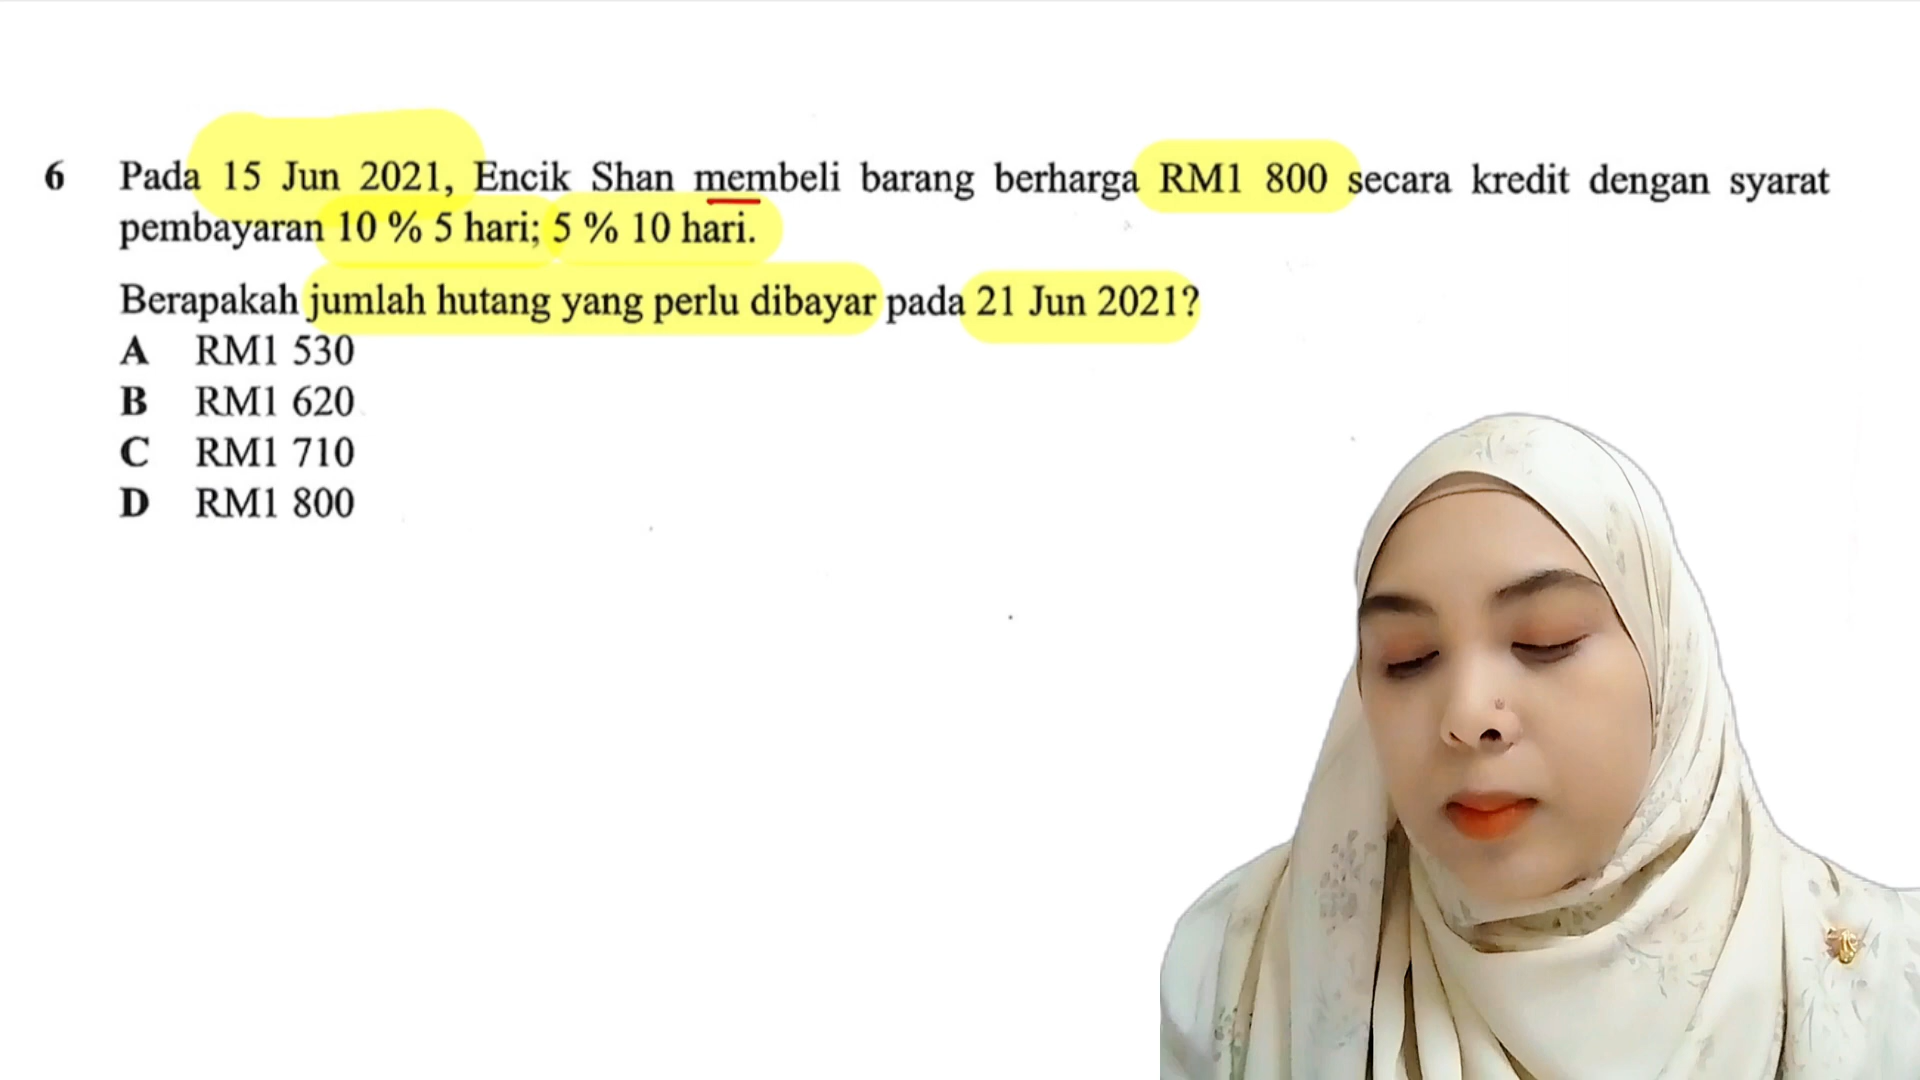 6 Pada 15 Jun 2021, Encik Shan membeli barang berharga RM1 800 secara kredit dengan syarat
pembayaran 10 % 5 hari; 5 % 10 hari.
Berapakah jumlah hutang yang perlu dibayar pada 21 Jun 2021?
A RM1 530
B RM1 620
C RM1 710
D RM1 800